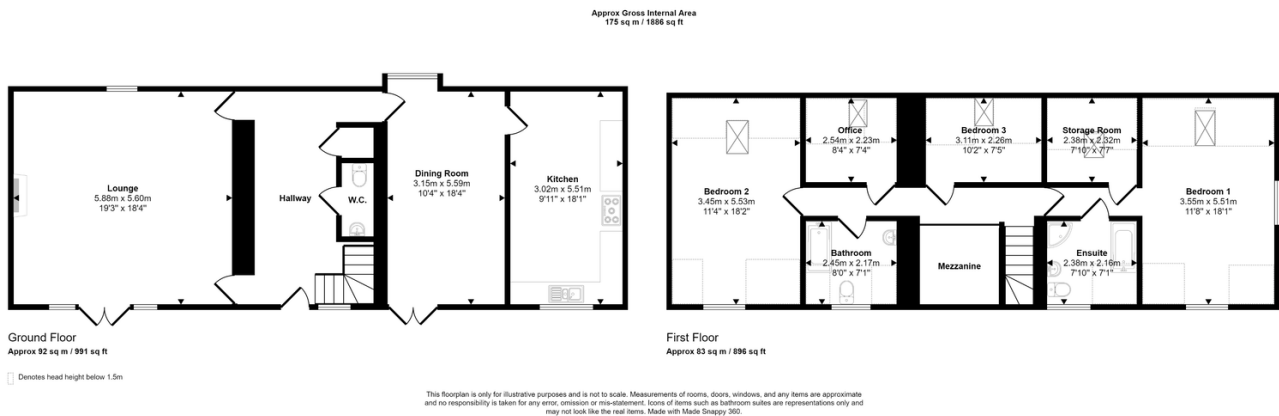 Approx Gross Internal Area
175 sq m / 1886 sq ft
Lounge
5.88m x 5.60m
19'3" x 18'4"
Hallway
W.C.
Dining Room
3.15m x 5.59m
10'4" x 18'4"
Kitchen
3.02m x 5.51m
9'11" x 18'1"
Ground Floor
Approx 92 sq m / 991 sq ft
Denotes head height below 1.5m
Bedroom 2
3.45m x 5.53m
11'4" x 18'2"
Office
2.54m x 2.23m
8'4" x 7'4"
Bedroom 3
3.11m x 2.26m
10'2" x 7'5"
Storage Room
2.38m x 2.32m
7'10" x 7'7"
Bedroom 1
3.55m x 5.51m
11'8" x 18'1"
Bathroom
2.45m x 2.17m
8'0" x 7'1"
Mezzanine
Ensuite
2.38m x 2.16m
7'10" x 7'1"
First Floor
Approx 83 sq m / 896 sq ft
This floorplan is only for illustrative purposes and is not to scale. Measurements of rooms, doors, windows, and any items are approximate
and no responsibility is taken for any error, omission or mis-statement. Icons of items such as bathroom suites are representations only and
may not look like the real items. Made with Made Snappy 360.